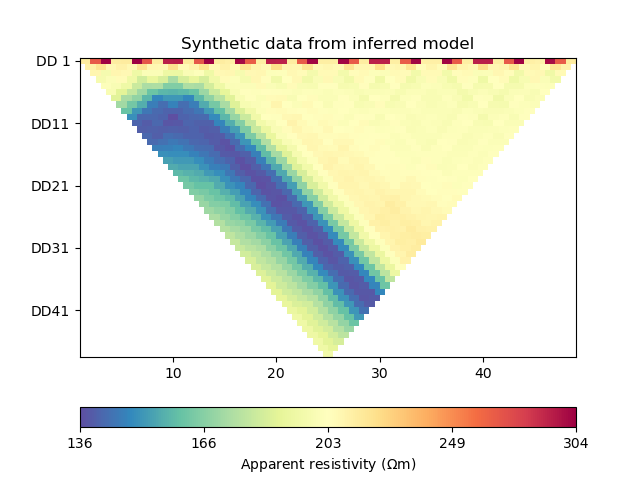 Synthetic data from inferred model
DD 1
DD11
DD21
DD31
DD41
10 20 30 40
136 166 203 249 304
Apparent resistivity (Ωm)